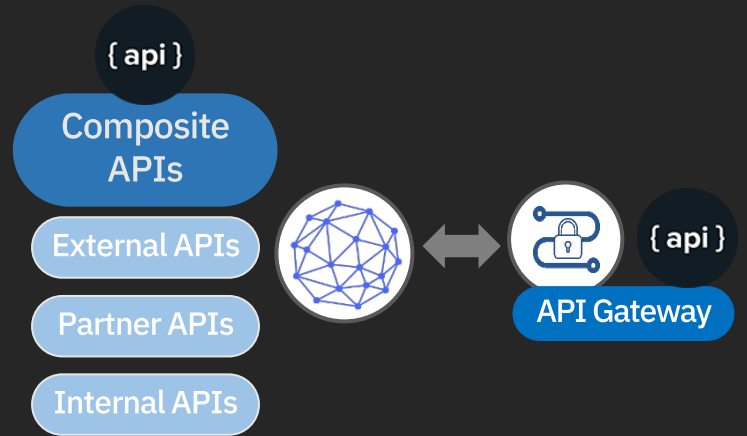 { api }
Composite
APIs
External APIs
Partner APIs
Internal APIs
{ api }
API Gateway